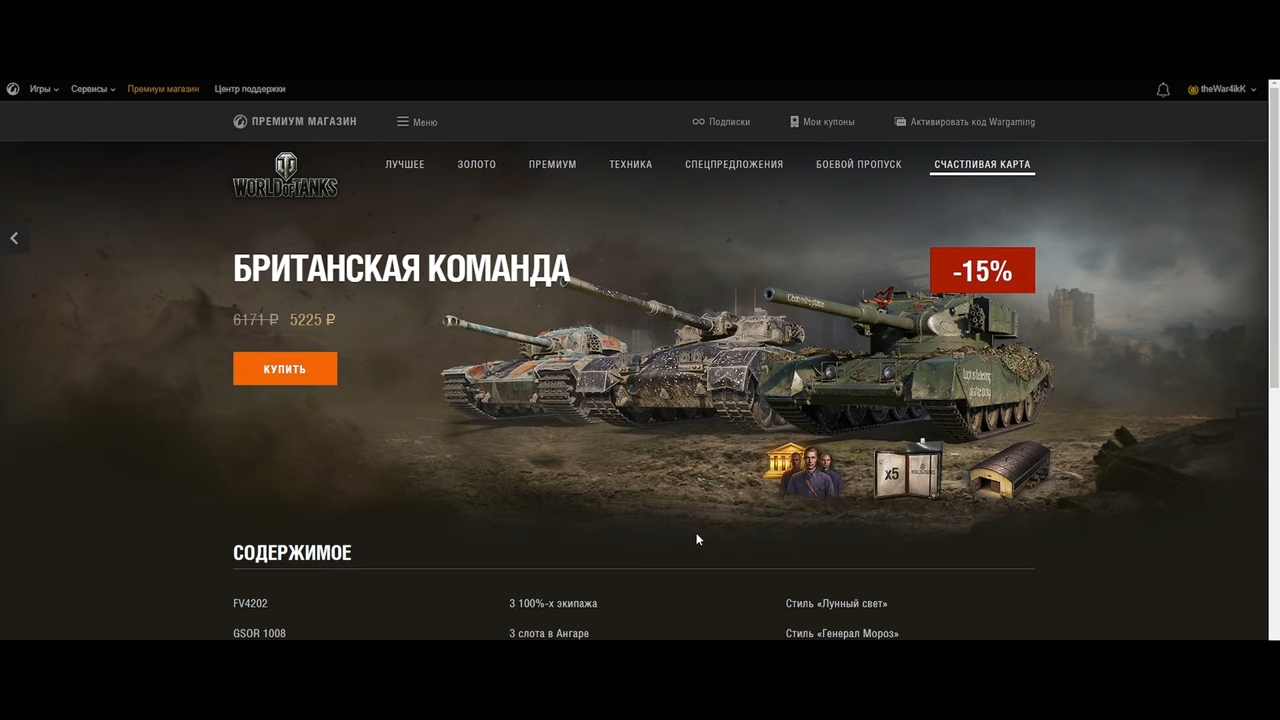 Игры Сервисы Премиум магазин Центр поддержки theWar4ikK
ПРЕМИУМ МАГАЗИН Меню Подписки Мои купоны Активировать код Wargaming
WORLD OF TANKS
ЛУЧШЕЕ ЗОЛОТО ПРЕМИУМ ТЕХНИКА СПЕЦПРЕДЛОЖЕНИЯ БОЕВОЙ ПРОПУСК СЧАСТЛИВАЯ КАРТА
БРИТАНСКАЯ КОМАНДА
-15%
6171 ₽ 5225 ₽
КУПИТЬ
x5
СОДЕРЖИМОЕ
FV4202 3 100%-х экипажа Стиль «Лунный свет»
GSOR 1008 3 слота в Ангаре Стиль «Генерал Мороз»